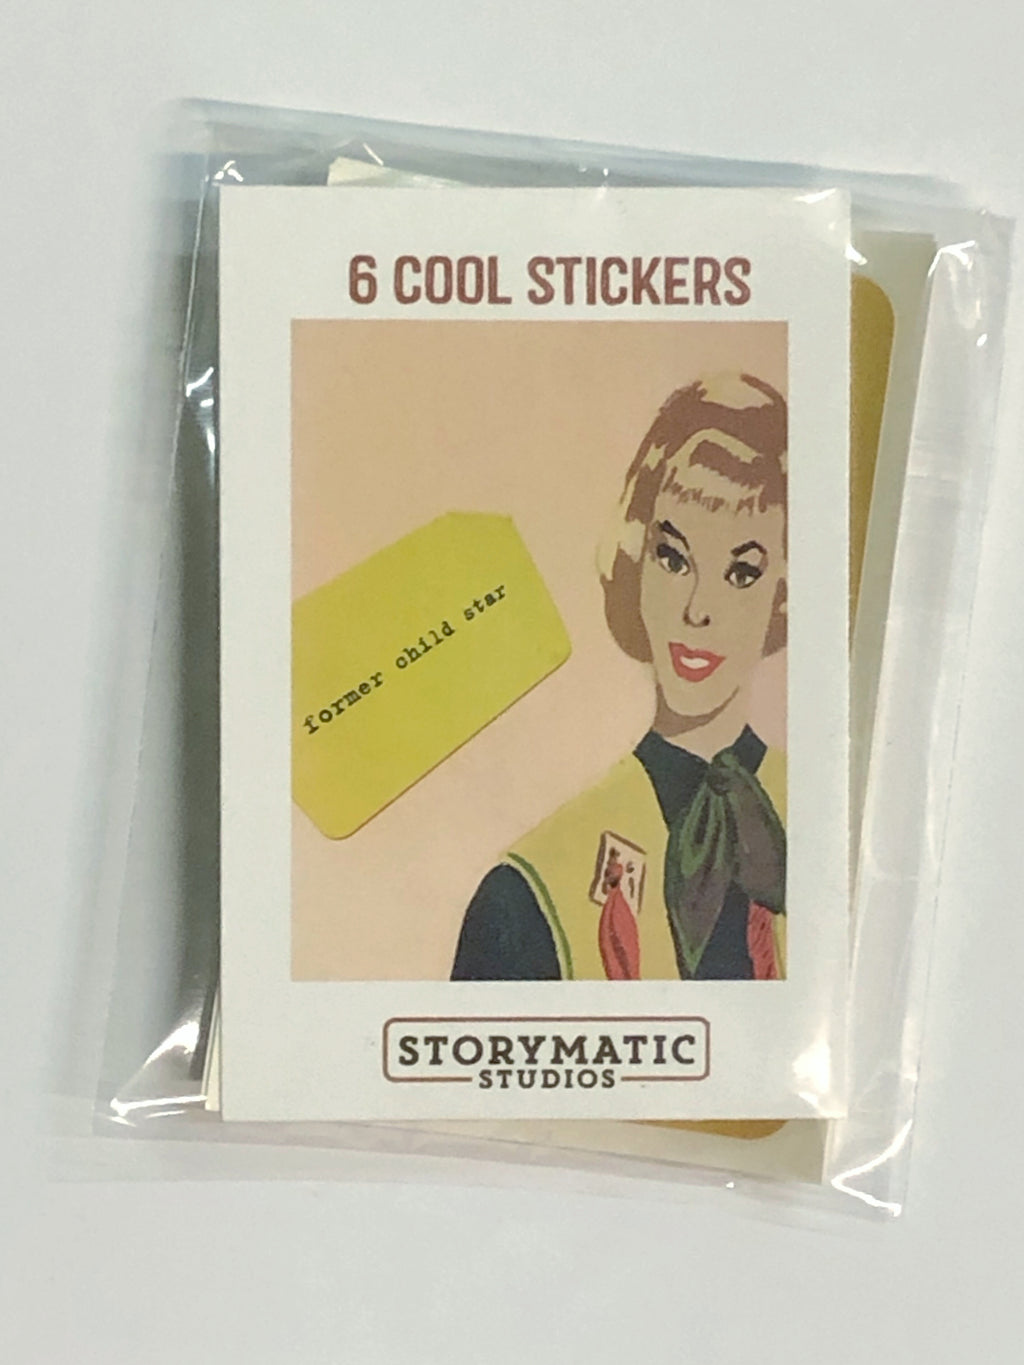 6 COOL STICKERS
former child star
STORYMATIC
STUDIOS